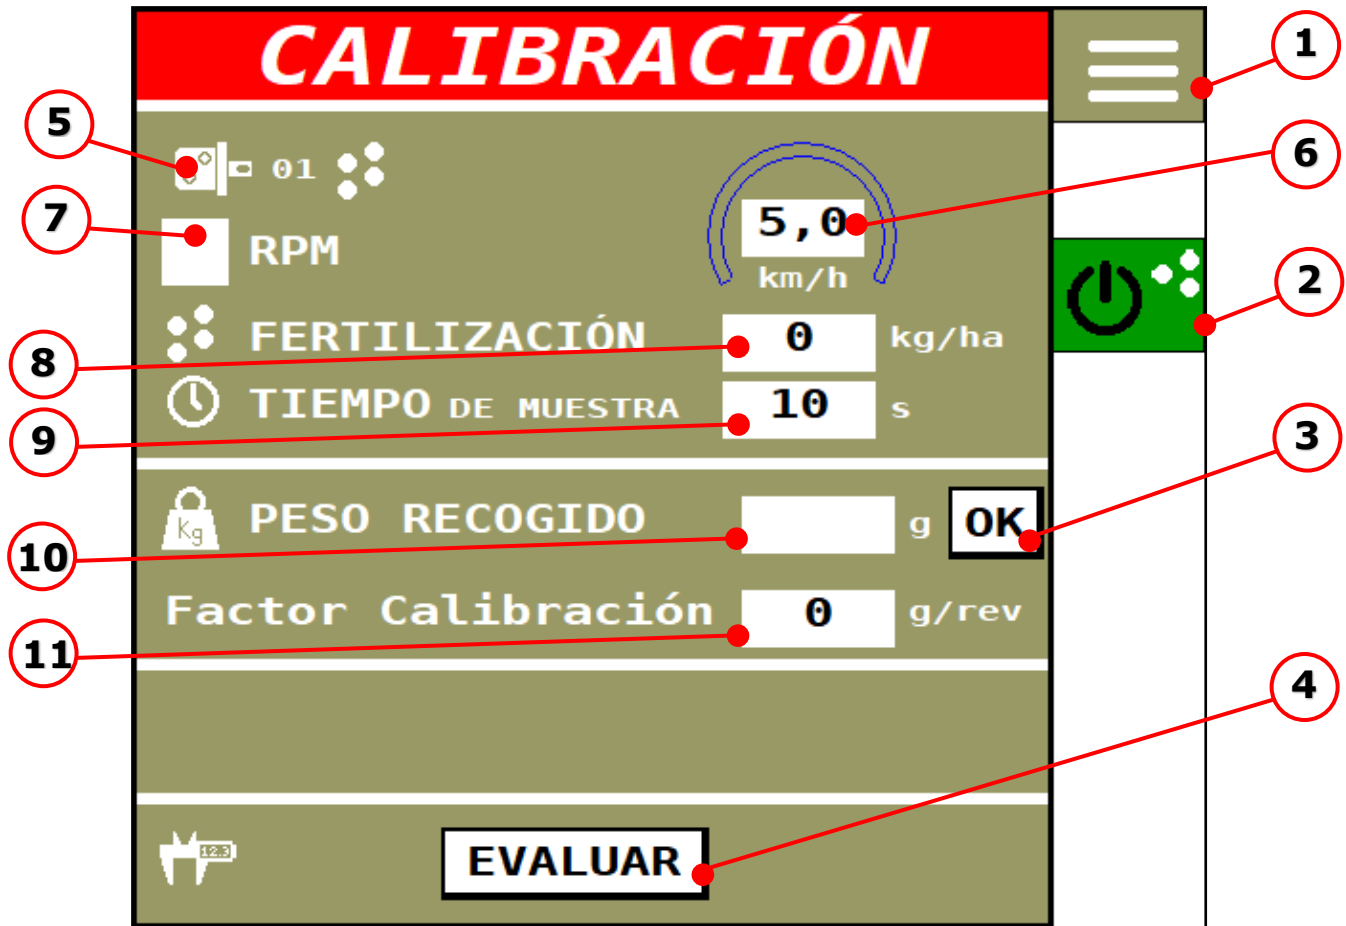 CALIBRACIÓN
1
5
01
6
7
5,0
RPM
km/h
2
FERTILIZACIÓN 0 kg/ha
8
TIEMPO DE MUESTRA 10 s
9
3
Kg PESO RECOGIDO g OK
10
Factor Calibración 0 g/rev
11
4
12.3
EVALUAR